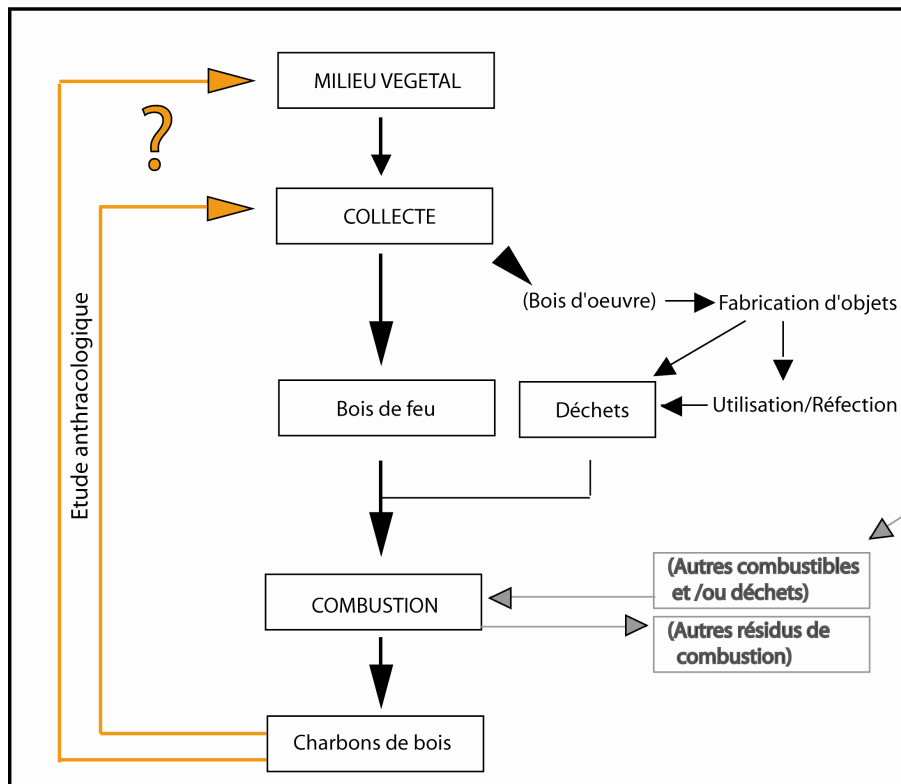 MILIEU VEGETAL
?
COLLECTE
(Bois d'oeuvre)
Fabrication d'objets
Etude anthracologique
Bois de feu
Déchets
Utilisation/Réfection
(Autres combustibles
et /ou déchets)
COMBUSTION
(Autres résidus de
combustion)
Charbons de bois